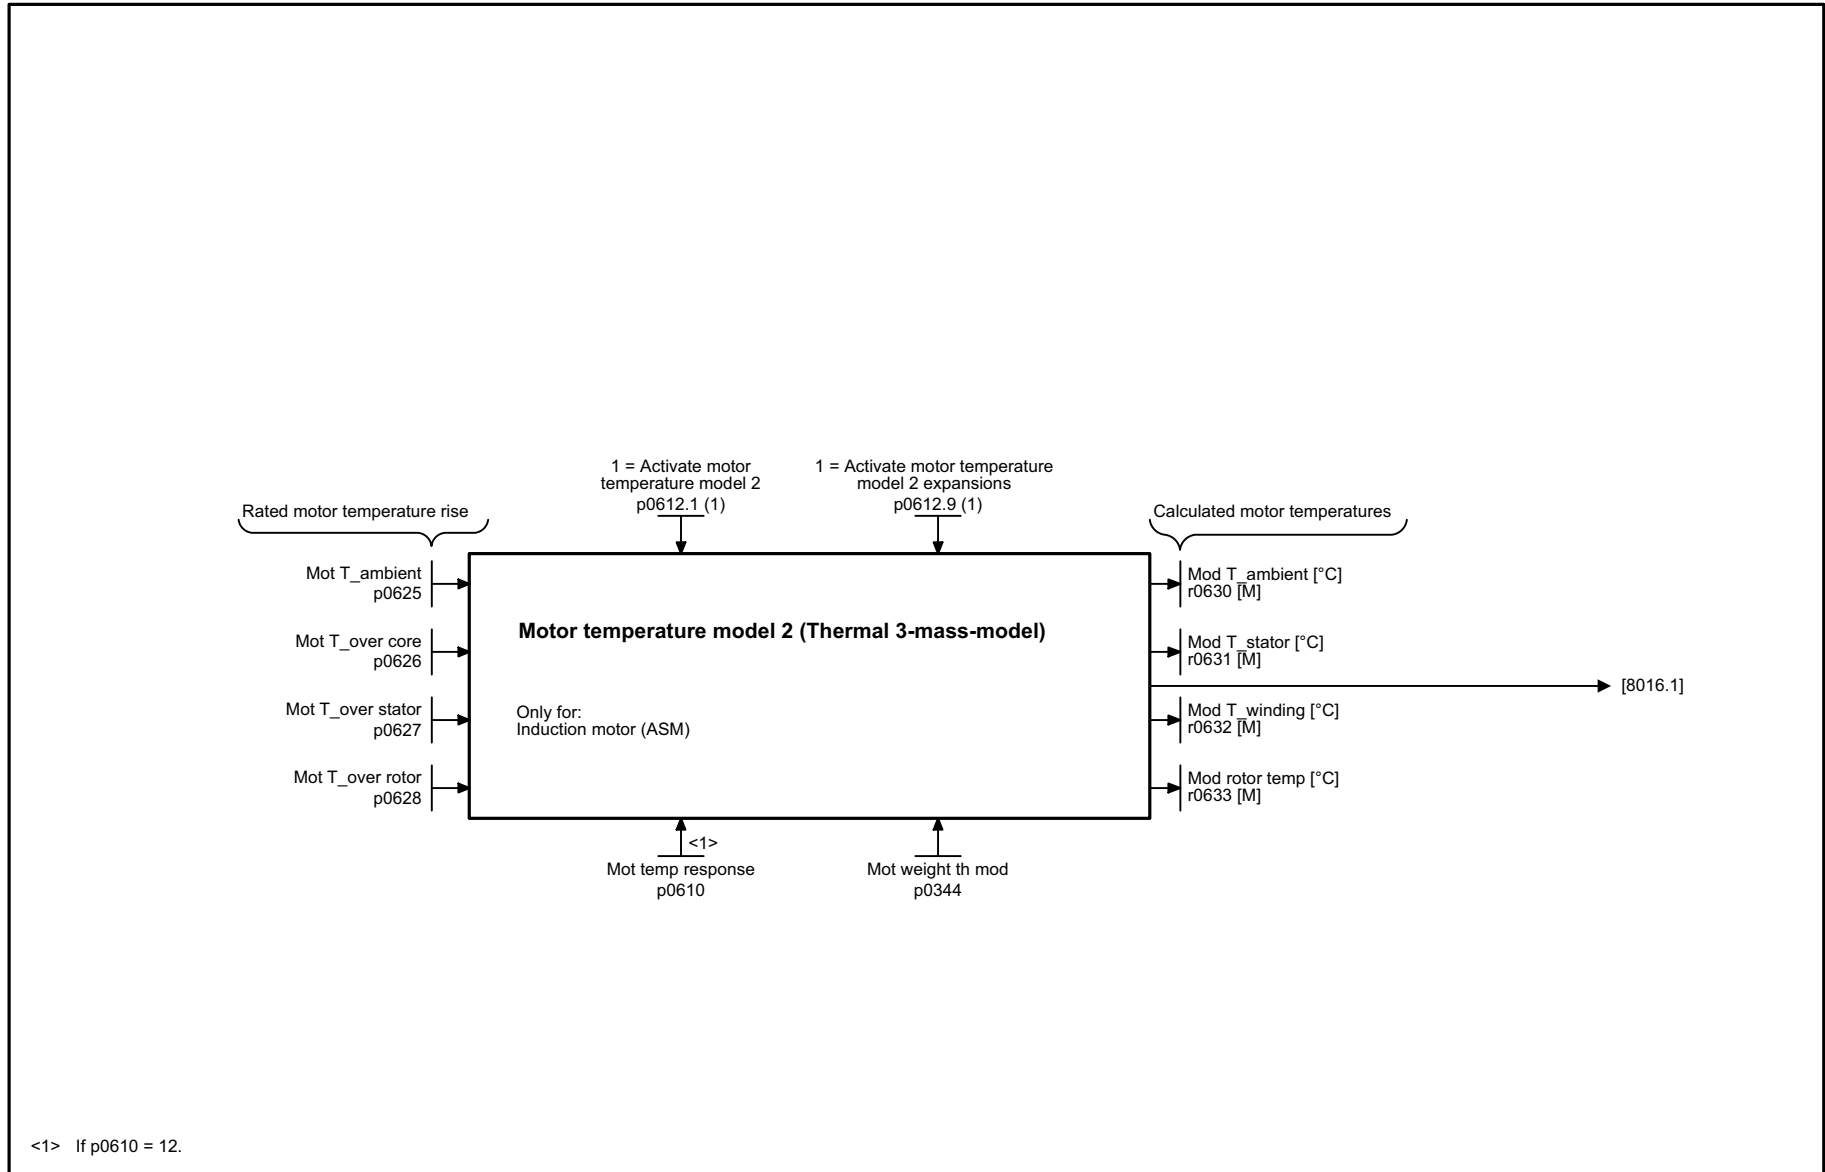 1 = Activate motor
temperature model 2
p0612.1 (1)
1 = Activate motor temperature
model 2 expansions
p0612.9 (1)
Rated motor temperature rise
Calculated motor temperatures
Mot T_ambient
p0625
Mot T_over core
p0626
Mot T_over stator
p0627
Mot T_over rotor
p0628
Motor temperature model 2 (Thermal 3-mass-model)
Only for:
Induction motor (ASM)
Mod T_ambient [°C]
r0630 [M]
Mod T_stator [°C]
r0631 [M]
[8016.1]
Mod T_winding [°C]
r0632 [M]
Mod rotor temp [°C]
r0633 [M]
<1>
Mot temp response
p0610
Mot weight th mod
p0344
<1> If p0610 = 12.